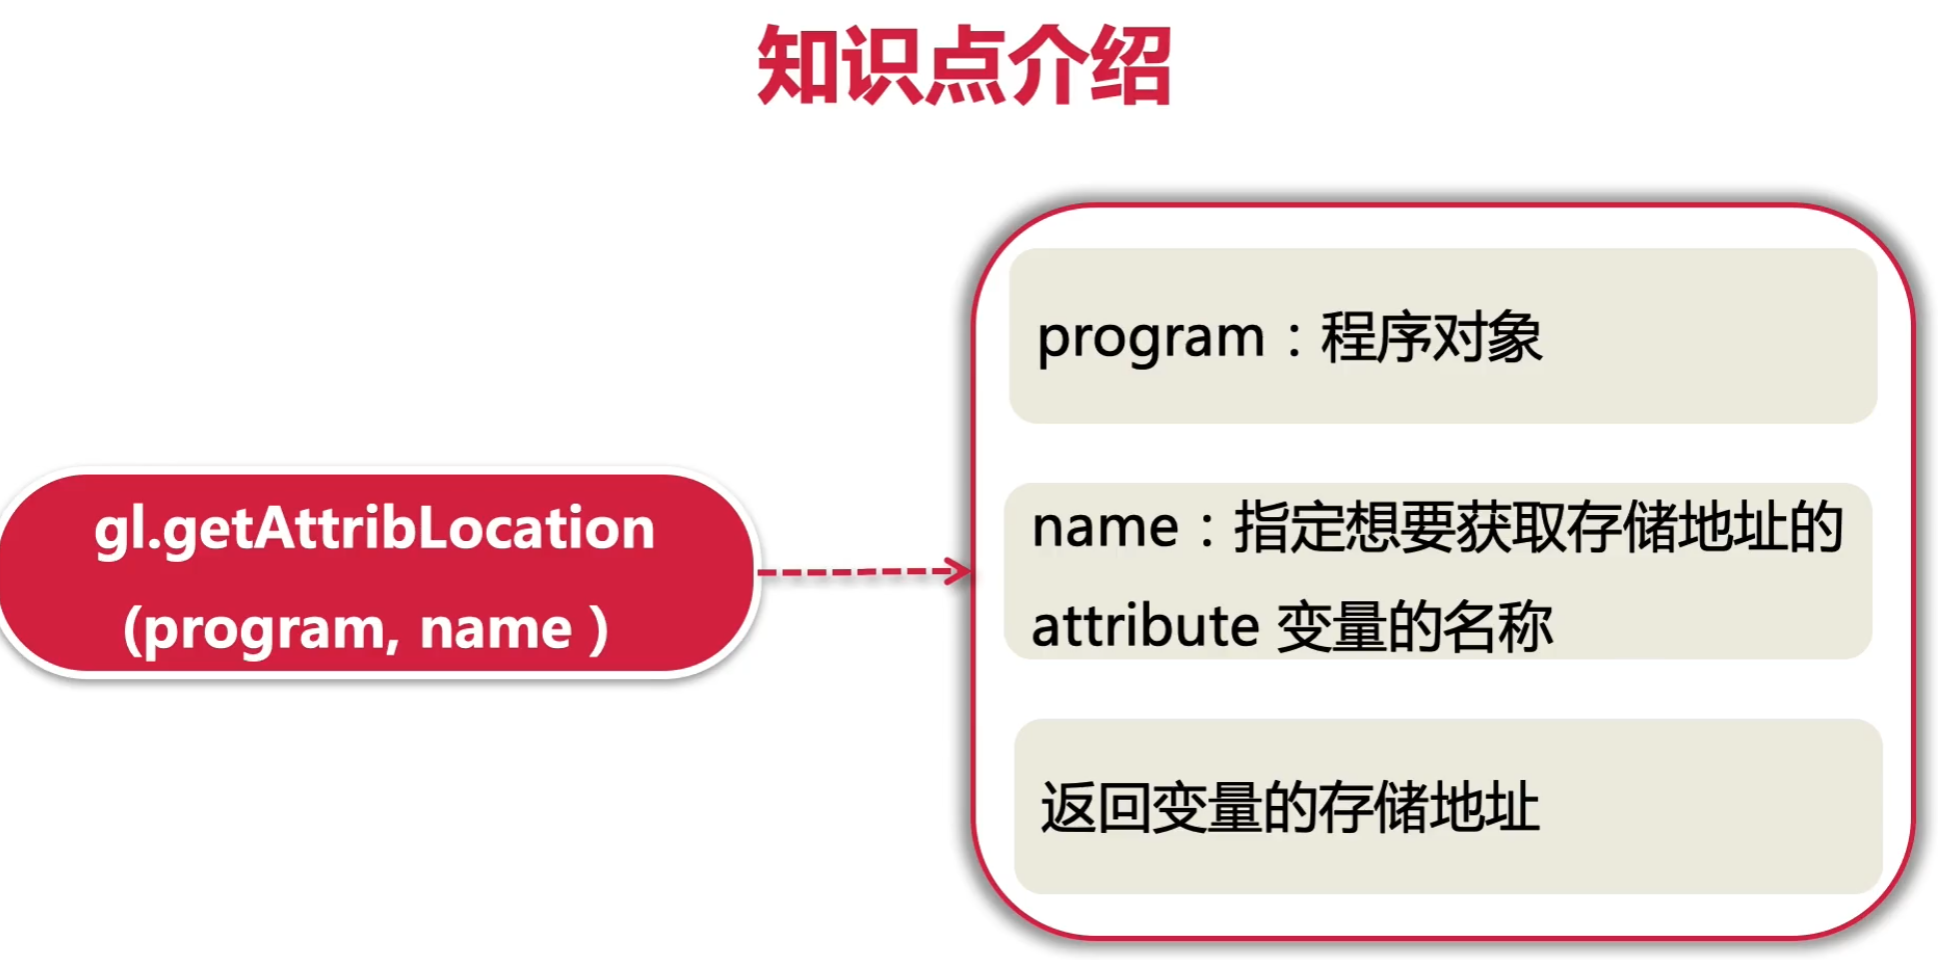 知识点介绍
gl.getAttribLocation
(program, name )
program：程序对象
name：指定想要获取存储地址的
attribute 变量的名称
返回变量的存储地址